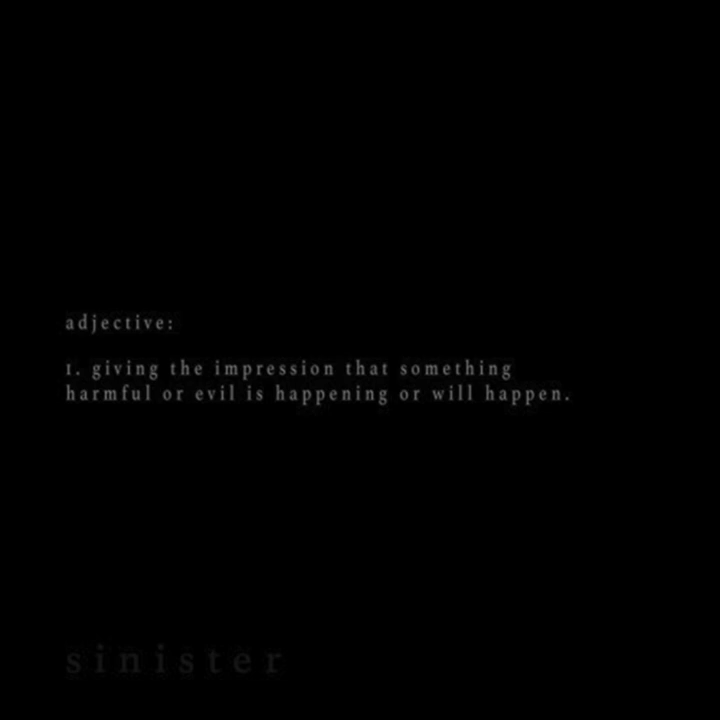 adjective:
1. giving the impression that something
harmful or evil is happening or will happen.
sinister